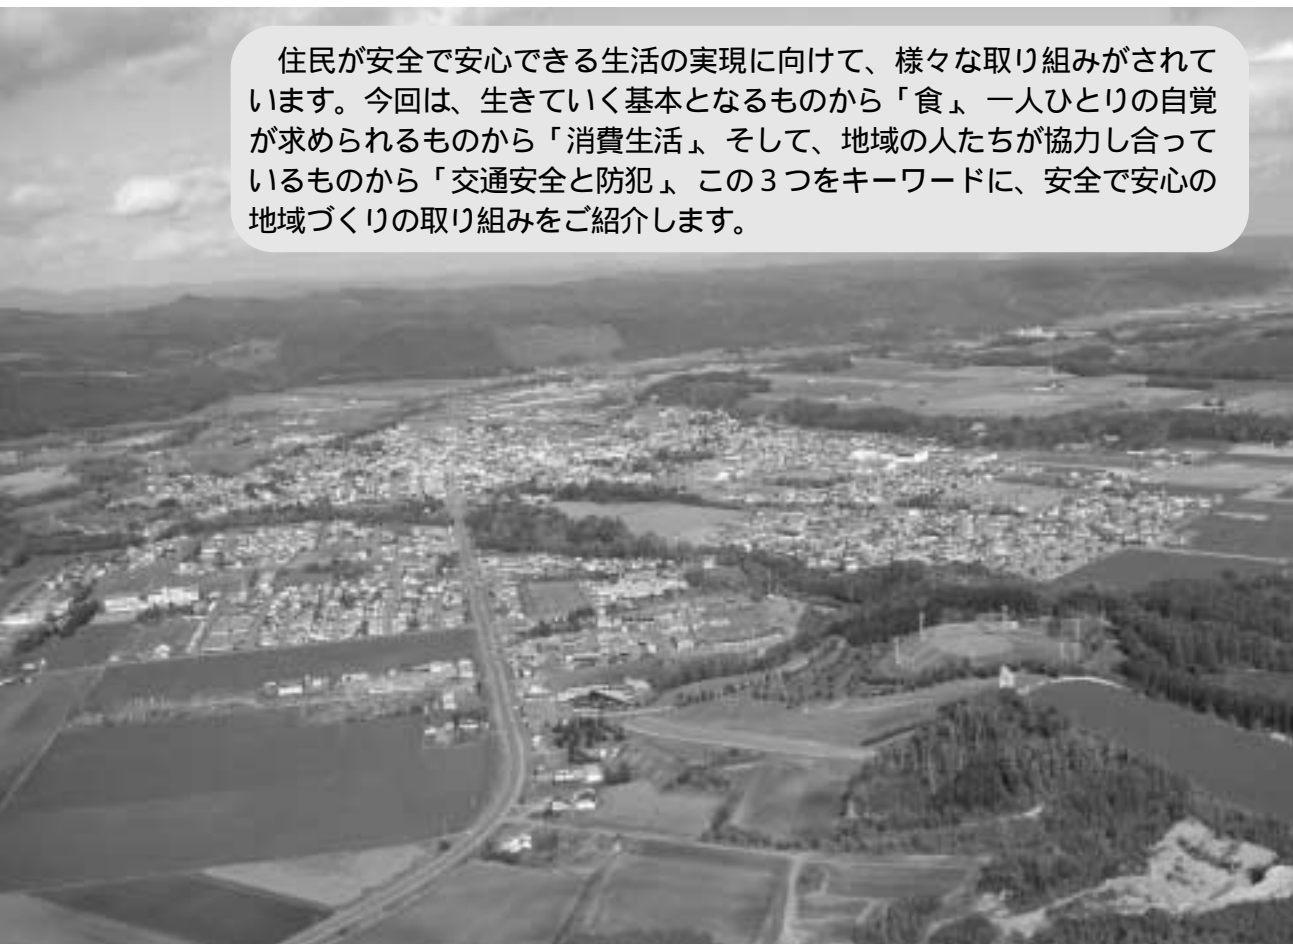 住民が安全で安心できる生活の実現に向けて、様々な取り組みがされて
います。今回は、生きていく基本となるものから「食」、一人ひとりの自覚
が求められるものから「消費生活」、そして、地域の人たちが協力し合って
いるものから「交通安全と防犯」、この３つをキーワードに、安全で安心の
地域づくりの取り組みをご紹介します。